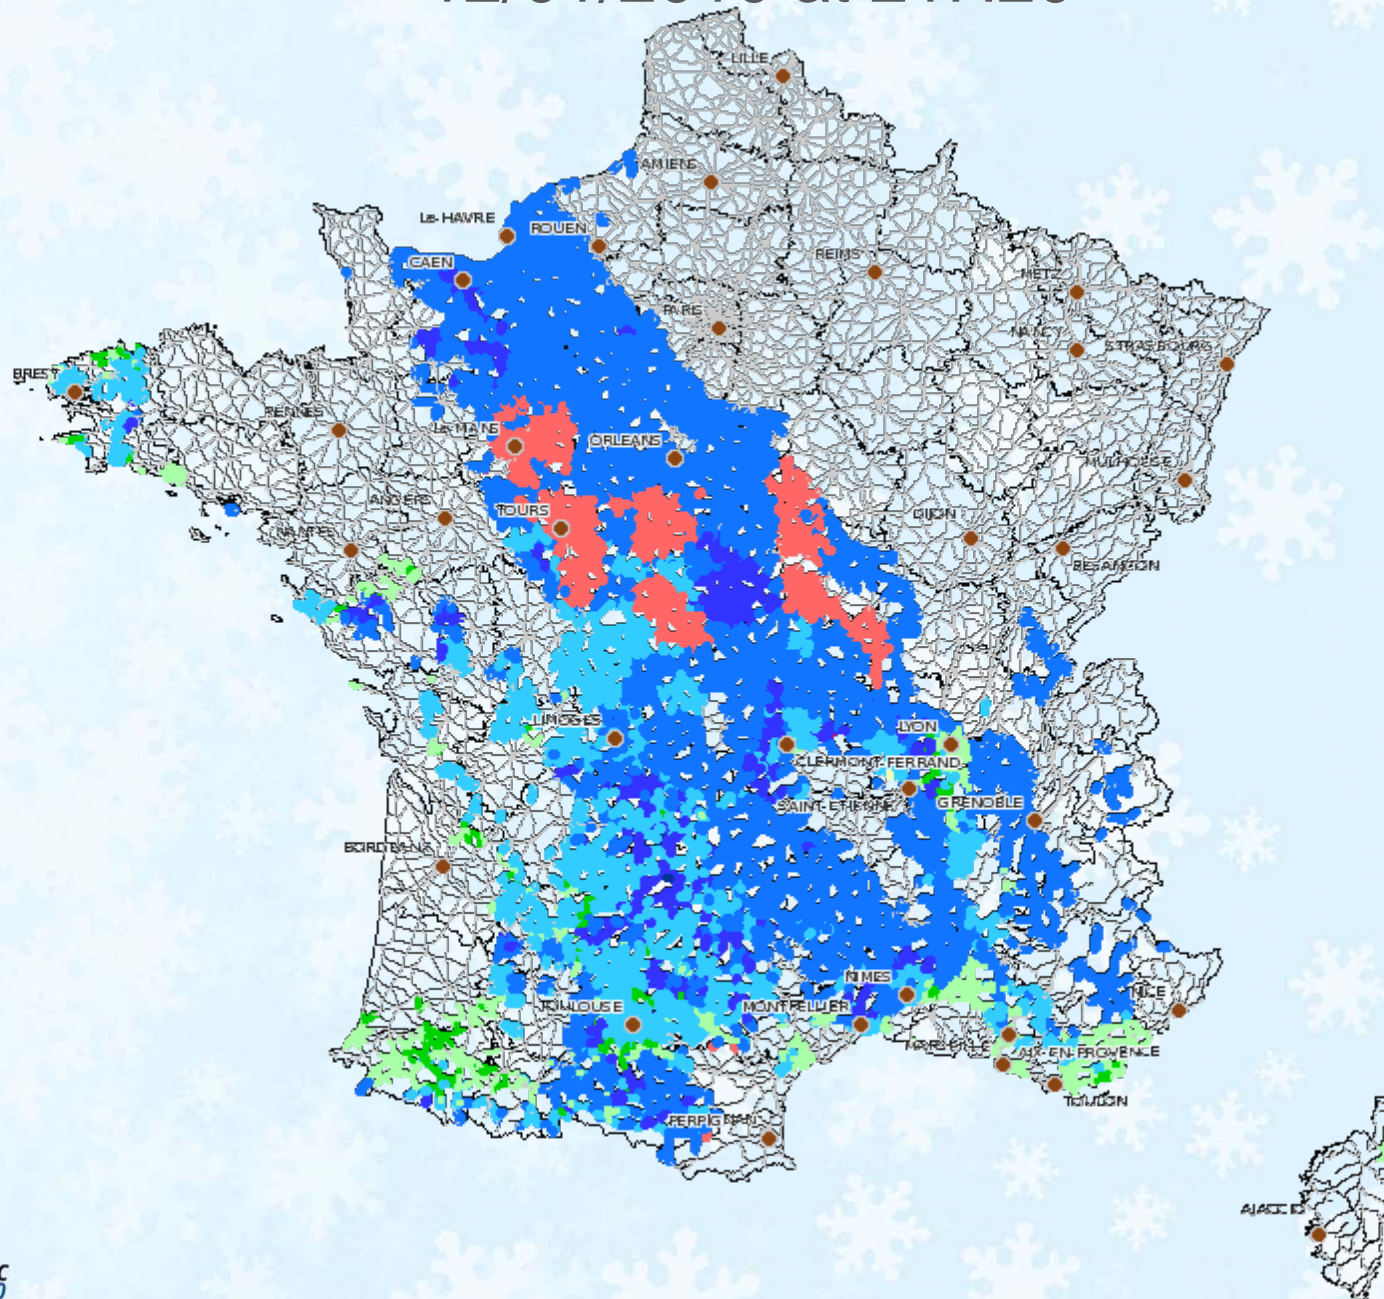 LILLE
AMIENS
Le-HAVRE
ROUEN
CAEN
REIMS
METZ
PARIS
NANCY
STRASBOURG
BREST
RENNES
Le-MANS
ORLEANS
MULHOUSE
ANGERS
TOURS
DIJON
NANTES
BESANCON
LIMOGES
LYON
CLERMONT-FERRAND
SAINT-ETIENNE
GRENOBLE
BORDEAUX
NIMES
NICE
TOULOUSE
MONTPELLIER
MARSEILLE
AIX-EN-PROVENCE
TOULON
PERPIGNAN
AJACCIO